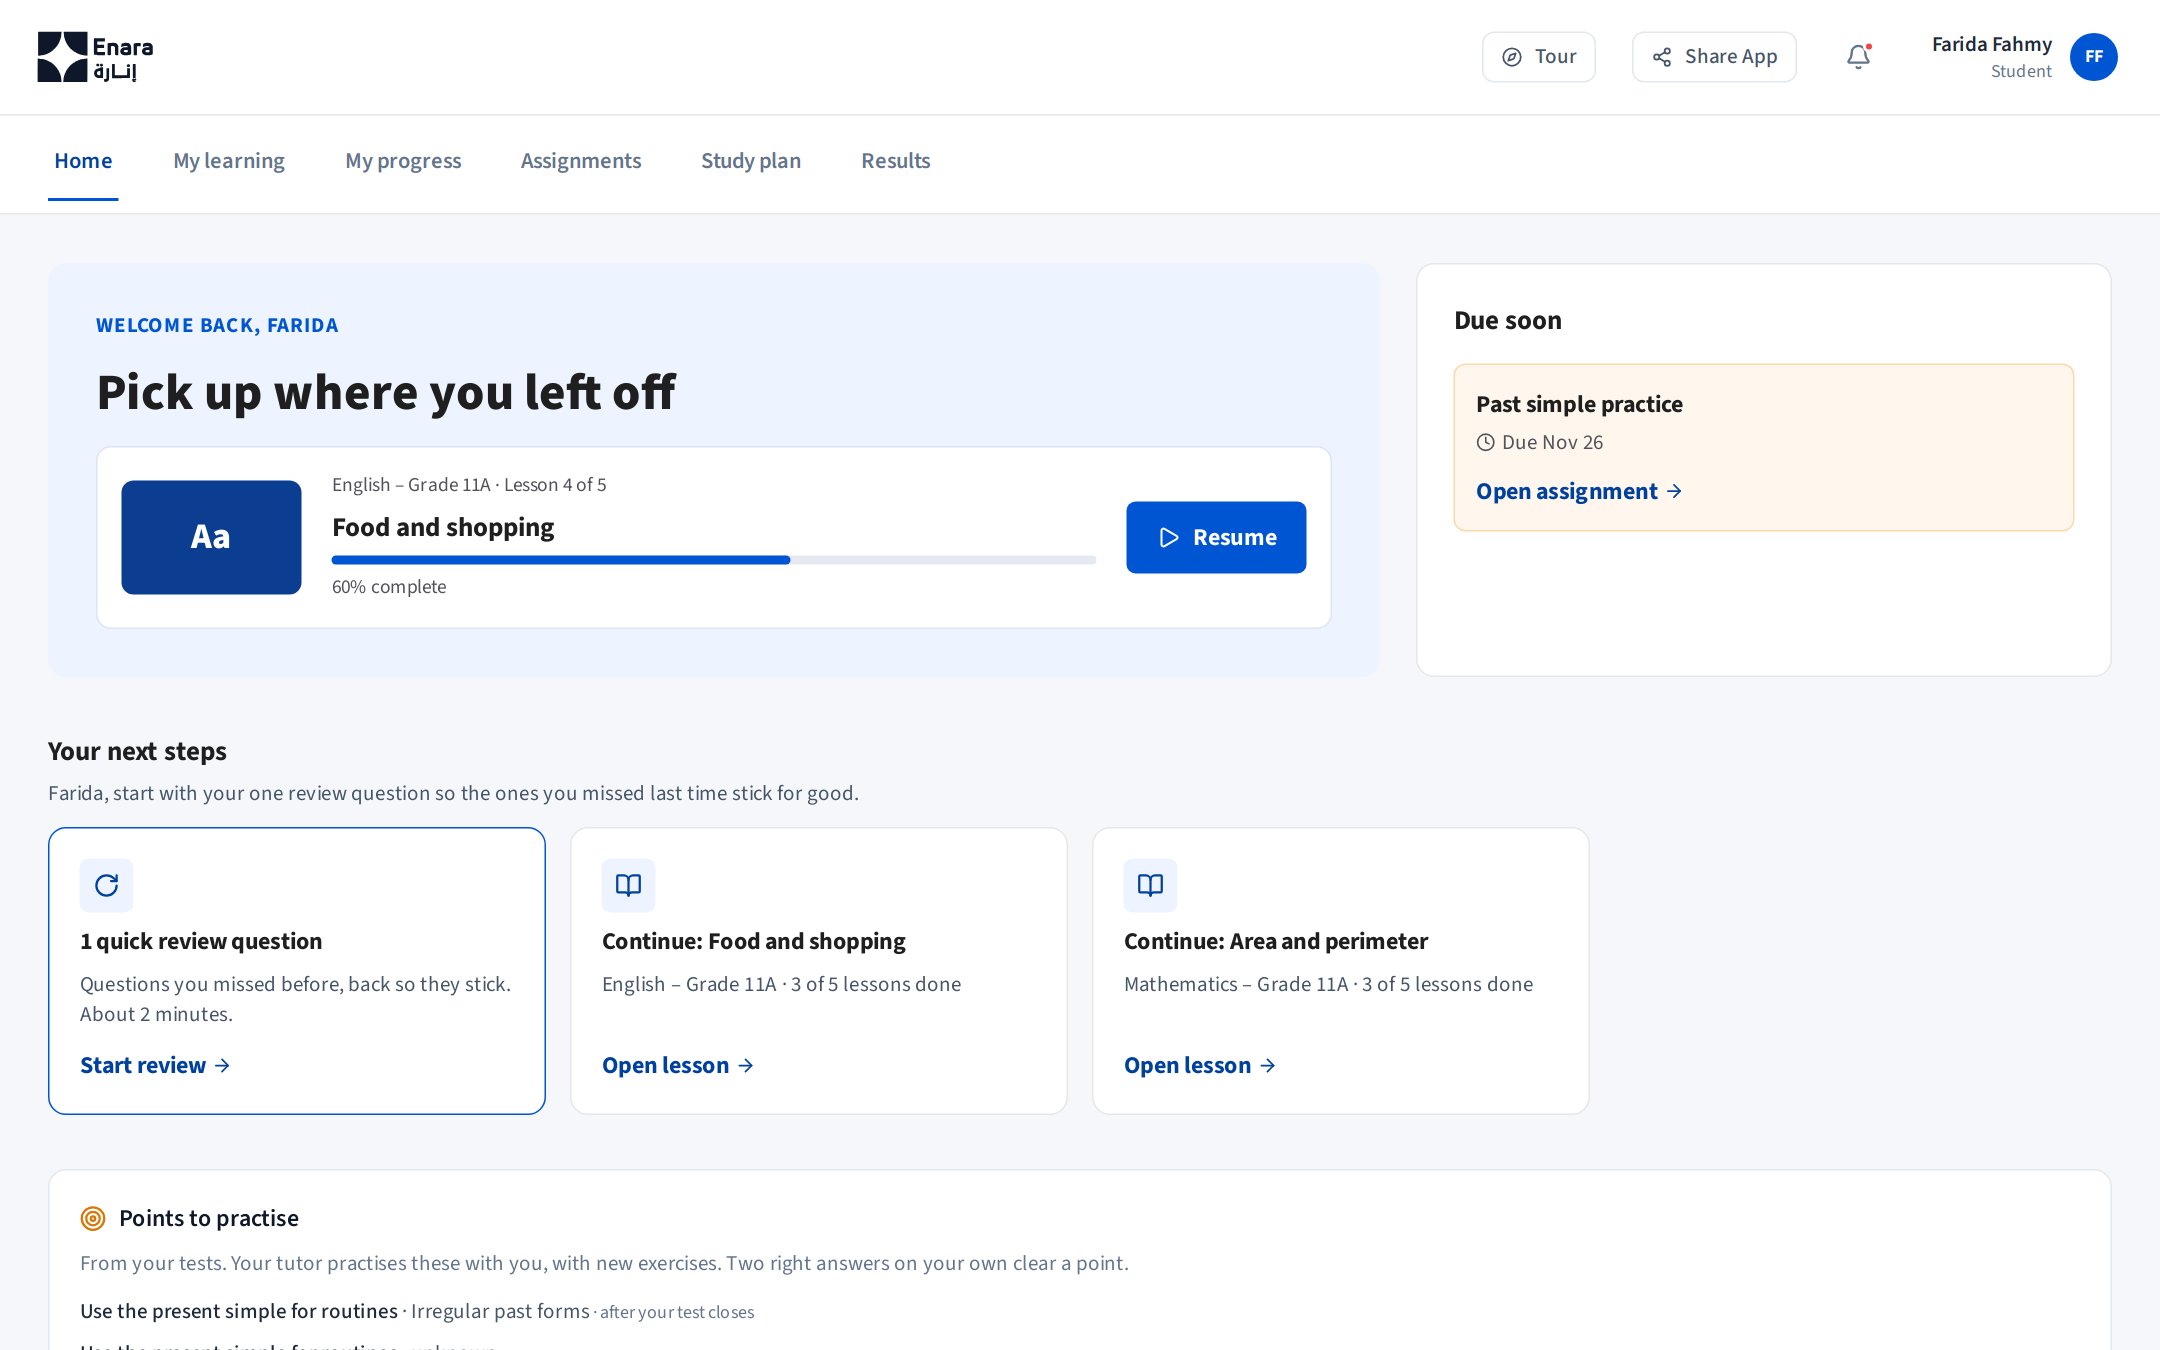 Enara
إنارة
Tour
Share App
Farida Fahmy
Student
FF
Home
My learning
My progress
Assignments
Study plan
Results
WELCOME BACK, FARIDA
Pick up where you left off
Aa
English – Grade 11A · Lesson 4 of 5
Food and shopping
60% complete
Resume
Due soon
Past simple practice
Due Nov 26
Open assignment →
Your next steps
Farida, start with your one review question so the ones you missed last time stick for good.
1 quick review question
Questions you missed before, back so they stick.
About 2 minutes.
Start review →
Continue: Food and shopping
English – Grade 11A · 3 of 5 lessons done
Open lesson →
Continue: Area and perimeter
Mathematics – Grade 11A · 3 of 5 lessons done
Open lesson →
Points to practise
From your tests. Your tutor practises these with you, with new exercises. Two right answers on your own clear a point.
Use the present simple for routines · Irregular past forms · after your test closes